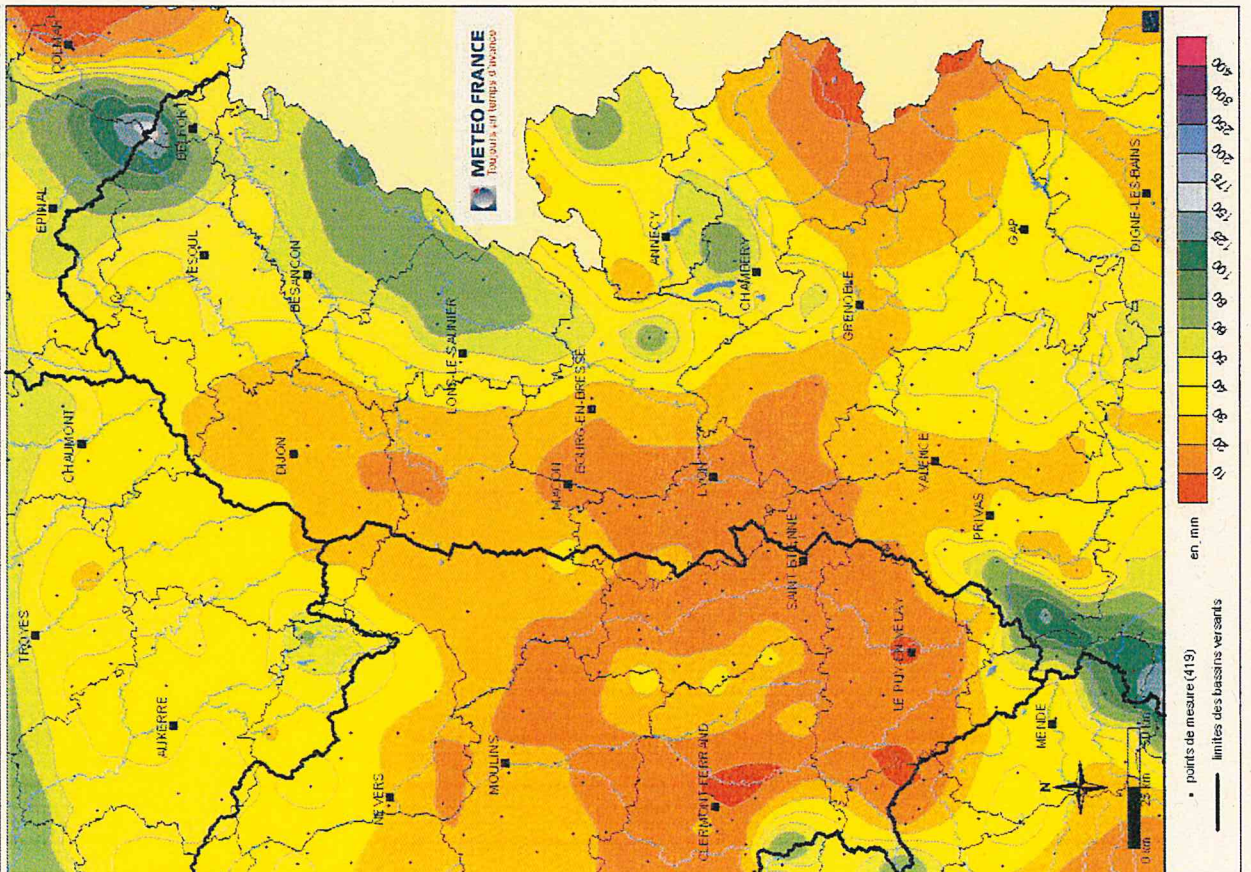 COLMAR
EPINAL
BELFORT
VESOUL
CHAUMONT
TROYES
BESANCON
DIJON
AUXERRE
METEO FRANCE
Toujours un temps d'avance
LONS-LE-SAUNIER
NEVERS
MOULINS
BOURG-EN-BRESSE
MACON
ANNECY
CHAMBERY
LYON
CLERMONT-FERRAND
SAINT-ETIENNE
GRENOBLE
LE PUY-EN-VELAY
VALENCE
PRIVAS
GAP
MENDE
DIGNE-LES-BAINS
N
0 km
25 km
50 km
400
300
250
200
175
150
125
100
80
60
50
40
30
20
10
en mm
points de mesure (419)
limites des bassins versants